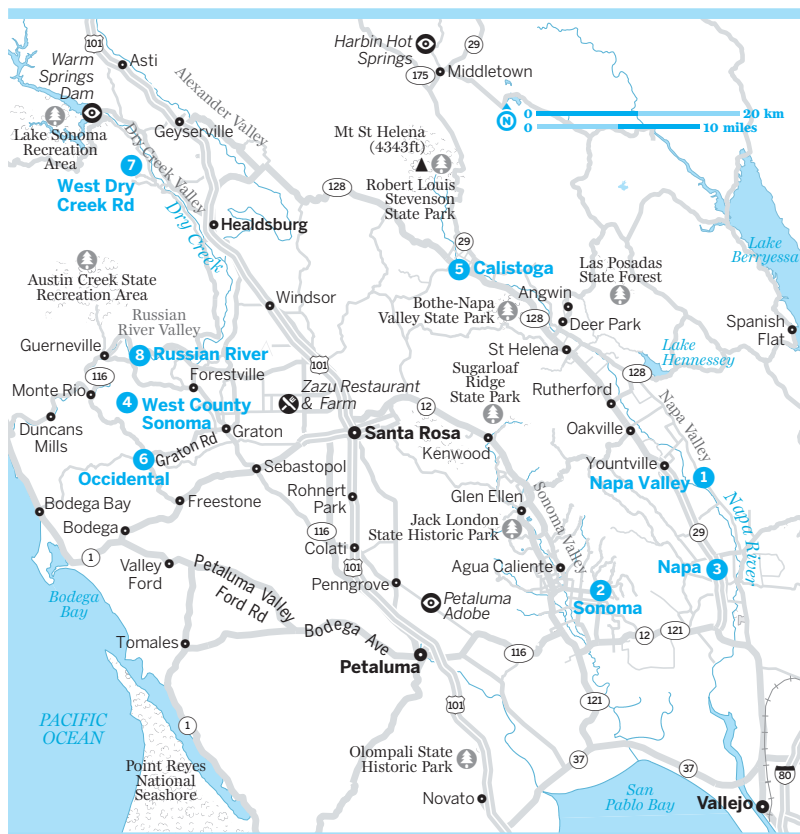 101
Asti
Warm
Springs
Dam
Lake Sonoma
Recreation
Area
Alexander Valley
Geyserville
Dry Creek Valley
7
West Dry
Creek Rd
Dry Creek
Healdsburg
Harbin Hot
Springs
29
175
Middletown
N
0
20 km
0
10 miles
Mt St Helena
(4343ft)
Robert Louis
Stevenson
State Park
128
29
5
Calistoga
Lake
Berryessa
Las Posadas
State Forest
Angwin
Bothe-Napa
Valley State Park
128
Deer Park
Spanish
Flat
St Helena
Lake
Hennessey
128
Austin Creek State
Recreation Area
Windsor
Russian
River Valley
Guerneville
8
Russian River
101
116
Forestville
Monte Rio
4
West County
Sonoma
Zazu Restaurant
& Farm
Duncans
Mills
Graton
Graton Rd
6
Occidental
Santa Rosa
12
Sugarloaf
Ridge
State Park
Kenwood
Rutherford
Oakville
Napa Valley
Yountville
Napa Valley
1
Napa River
Sebastopol
Freestone
Rohnert
Park
Bodega Bay
Bodega
116
Glen Ellen
Jack London
State Historic Park
Sonoma Valley
29
1
Valley
Ford
Colati
101
Agua Caliente
Napa
3
Petaluma Valley
Ford Rd
Penngrove
Petaluma
Adobe
2
Sonoma
Bodega
Bay
Tomales
Bodega Ave
Petaluma
116
12
121
121
101
PACIFIC
OCEAN
1
Point Reyes
National
Seashore
Olompali State
Historic Park
37
37
80
Novato
San
Pablo Bay
Vallejo